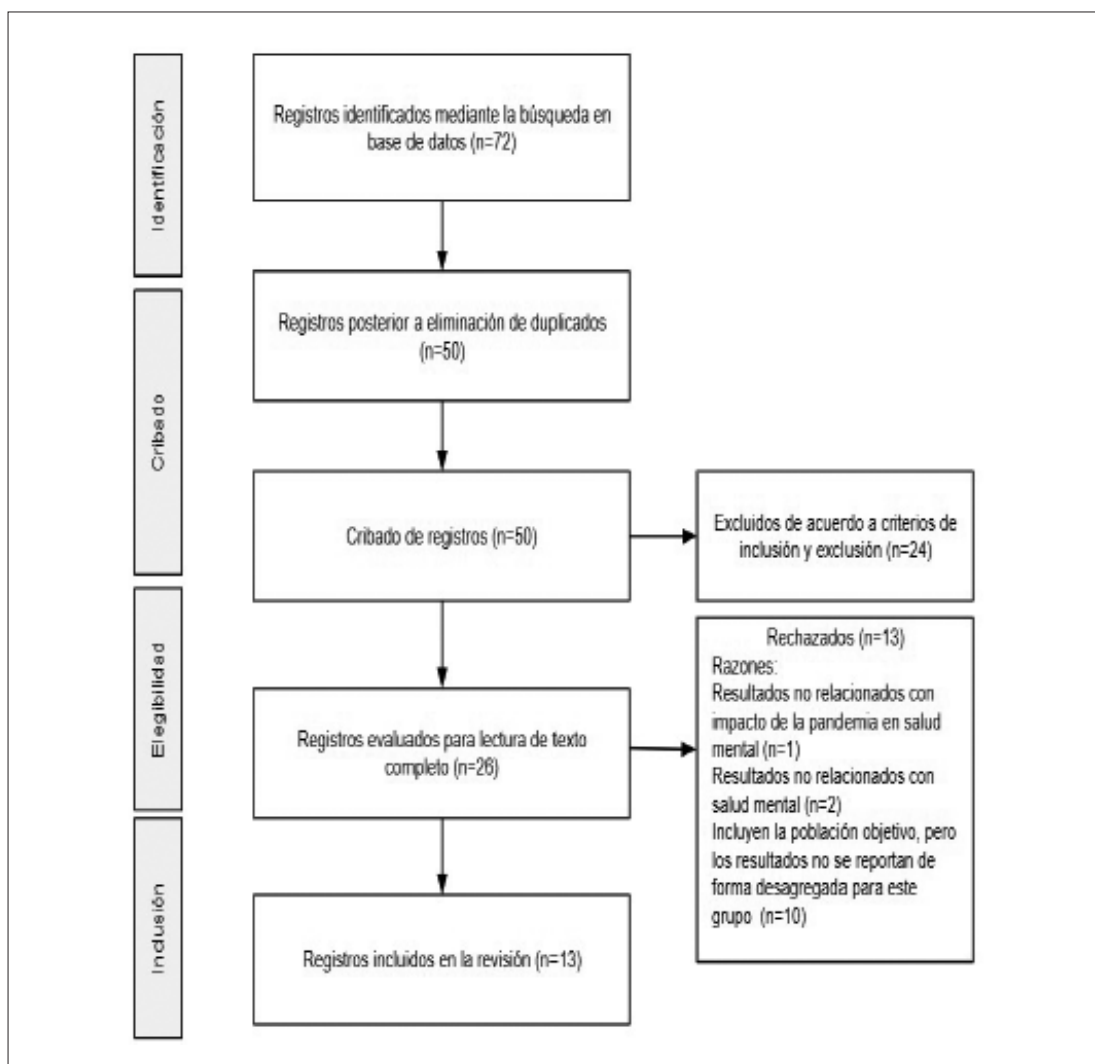 Identificación
Registros identificados mediante la búsqueda en
base de datos (n=72)
Cribado
Registros posterior a eliminación de duplicados
(n=50)
Cribado de registros (n=50)
Excluidos de acuerdo a criterios de
inclusión y exclusión (n=24)
Elegibilidad
Registros evaluados para lectura de texto
completo (n=26)
Rechazados (n=13)
Razones:
Resultados no relacionados con
impacto de la pandemia en salud
mental (n=1)
Resultados no relacionados con
salud mental (n=2)
Incluyen la población objetivo, pero
los resultados no se reportan de
forma desagregada para este
grupo (n=10)
Inclusión
Registros incluidos en la revisión (n=13)